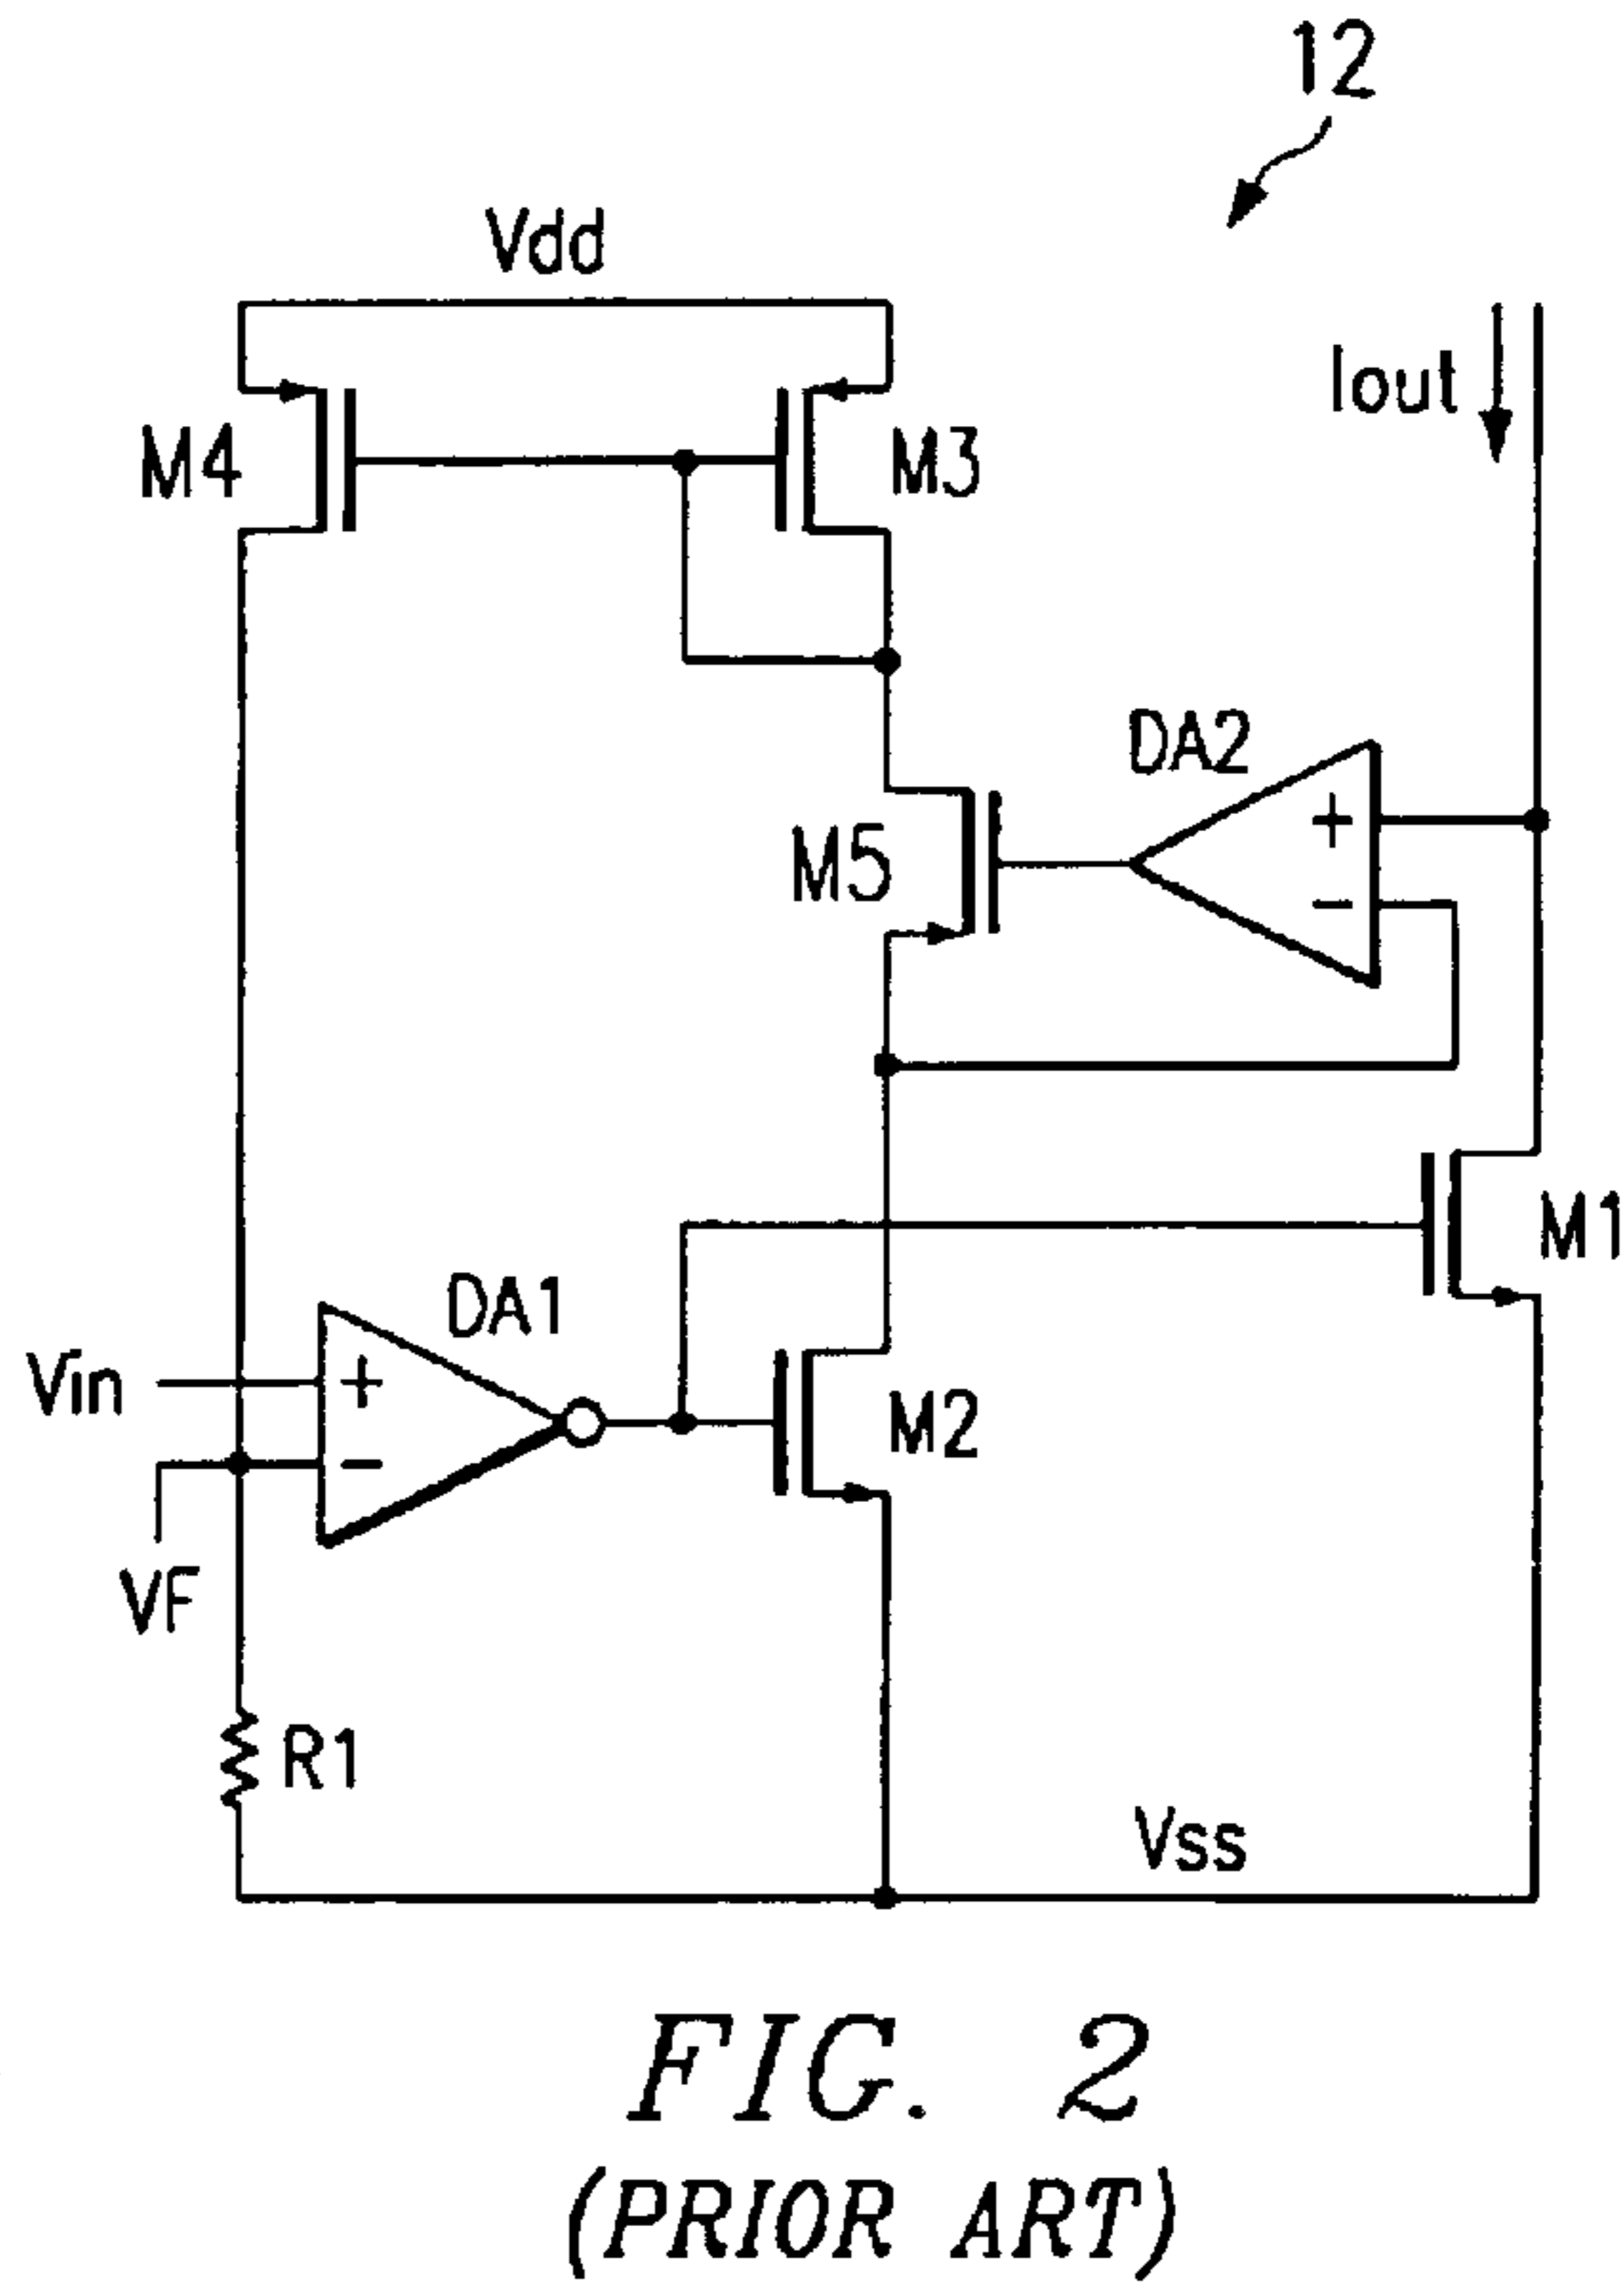 12
Vdd
Iout
M4
M3
DA2
+
M5
−
M1
DA1
Vin
+
M2
−
VF
R1
Vss
FIG. 2
(PRIOR ART)